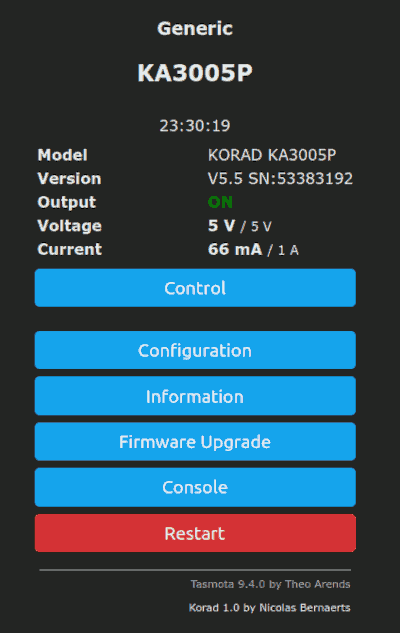 Generic
KA3005P
23:30:19
Model KORAD KA3005P
Version V5.5 SN:53383192
Output ON
Voltage 5 V / 5 V
Current 66 mA / 1 A
Control
Configuration
Information
Firmware Upgrade
Console
Restart
Tasmota 9.4.0 by Theo Arends
Korad 1.0 by Nicolas Bernaerts